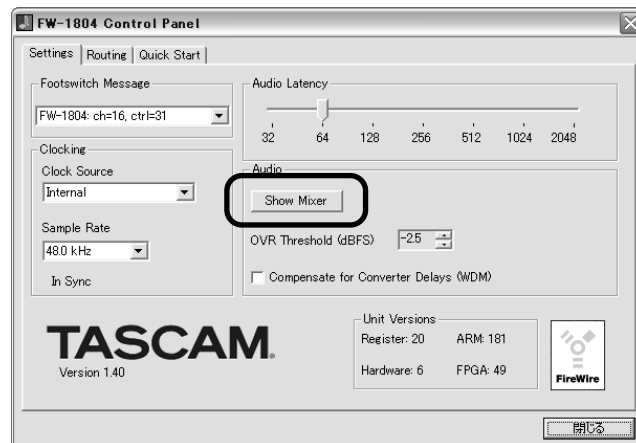 FW-1804 Control Panel
Settings Routing Quick Start
Footswitch Message
FW-1804: ch=16, ctrl=31
Clocking
Clock Source
Internal
Sample Rate
48.0 kHz
In Sync
Audio Latency
32 64 128 256 512 1024 2048
Audio
Show Mixer
OVR Threshold (dBFS) -2.5
Compensate for Converter Delays (WDM)
TASCAM.
Version 1.40
Unit Versions
Register: 20 ARM: 181
Hardware: 6 FPGA: 49
FireWire
閉じる